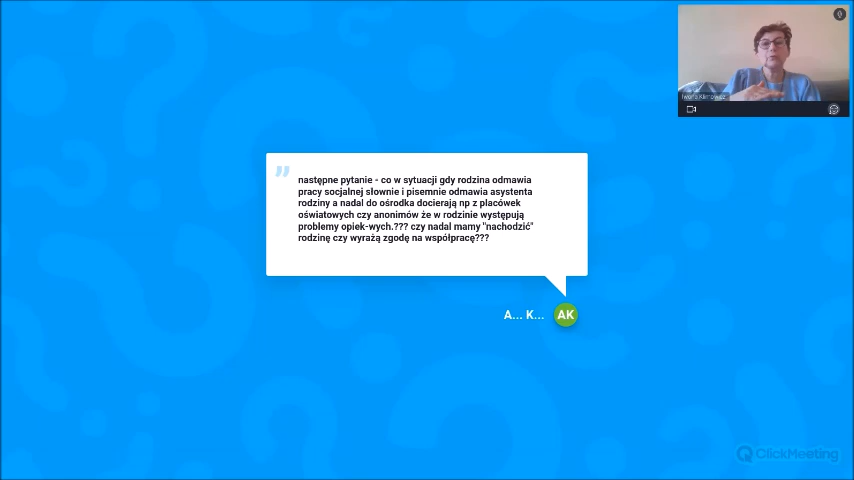 Iwona Klimowicz
następne pytanie - co w sytuacji gdy rodzina odmawia
pracy socjalnej słownie i pisemnie odmawia asystenta
rodziny a nadal do ośrodka docierają np z placówek
oświatowych czy anonimów że w rodzinie występują
problemy opiek-wych.??? czy nadal mamy "nachodzić"
rodzinę czy wyrażą zgodę na współpracę???
A... K...
AK
ClickMeeting